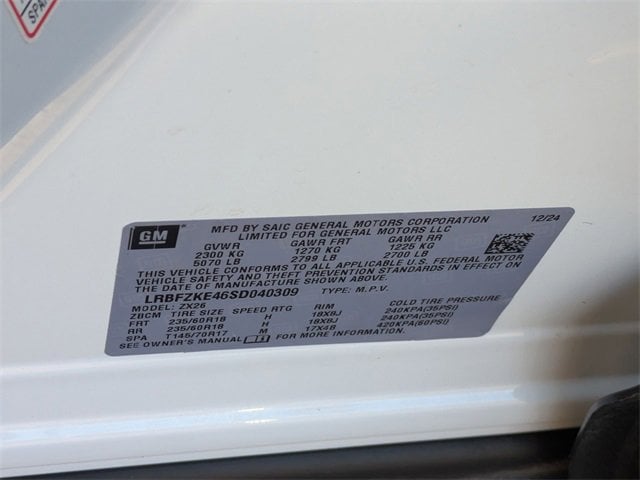 SPA
GM
MFD BY SAIC GENERAL MOTORS CORPORATION 12/24
LIMITED FOR GENERAL MOTORS LLC
GVWR GAWR FRT GAWR RR
2300 KG 1270 KG 1225 KG
5070 LB 2799 LB 2700 LB
THIS VEHICLE CONFORMS TO ALL APPLICABLE U.S. FEDERAL MOTOR
VEHICLE SAFETY AND THEFT PREVENTION STANDARDS IN EFFECT ON
THE DATE OF MANUFACTURE SHOWN ABOVE.
LRBFZKE46SD040309 TYPE: M.P.V.
MODEL: ZX26
ZBCM TIRE SIZE SPEED RTG RIM COLD TIRE PRESSURE
FRT 235/60R18 H 18X8J 240KPA(35PSI)
RR 235/60R18 H 18X8J 240KPA(35PSI)
SPA T145/70R17 M 17X4B 420KPA(60PSI)
SEE OWNER'S MANUAL FOR MORE INFORMATION.